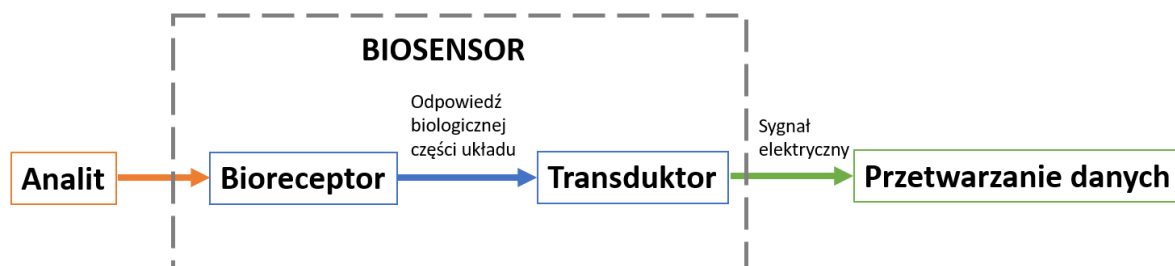 BIOSENSOR
Odpowiedź
biologicznej
części układu
Sygnał
elektryczny
Analit
Bioreceptor
Transduktor
Przetwarzanie danych